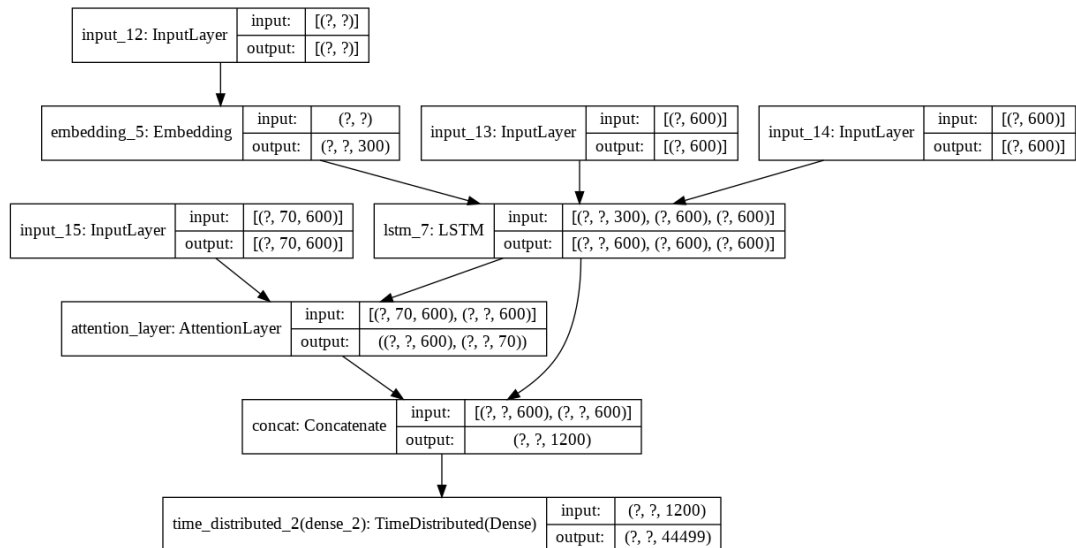 input_12: InputLayer
input: [(?, ?)]
output: [(?, ?)]
embedding_5: Embedding
input: (?, ?)
output: (?, ?, 300)
input_13: InputLayer
input: [(?, 600)]
output: [(?, 600)]
input_14: InputLayer
input: [(?, 600)]
output: [(?, 600)]
input_15: InputLayer
input: [(?, 70, 600)]
output: [(?, 70, 600)]
lstm_7: LSTM
input: [(?, ?, 300), (?, 600), (?, 600)]
output: [(?, ?, 600), (?, 600), (?, 600)]
attention_layer: AttentionLayer
input: [(?, 70, 600), (?, ?, 600)]
output: ((?, ?, 600), (?, ?, 70))
concat: Concatenate
input: [(?, ?, 600), (?, ?, 600)]
output: (?, ?, 1200)
time_distributed_2(dense_2): TimeDistributed(Dense)
input: (?, ?, 1200)
output: (?, ?, 44499)